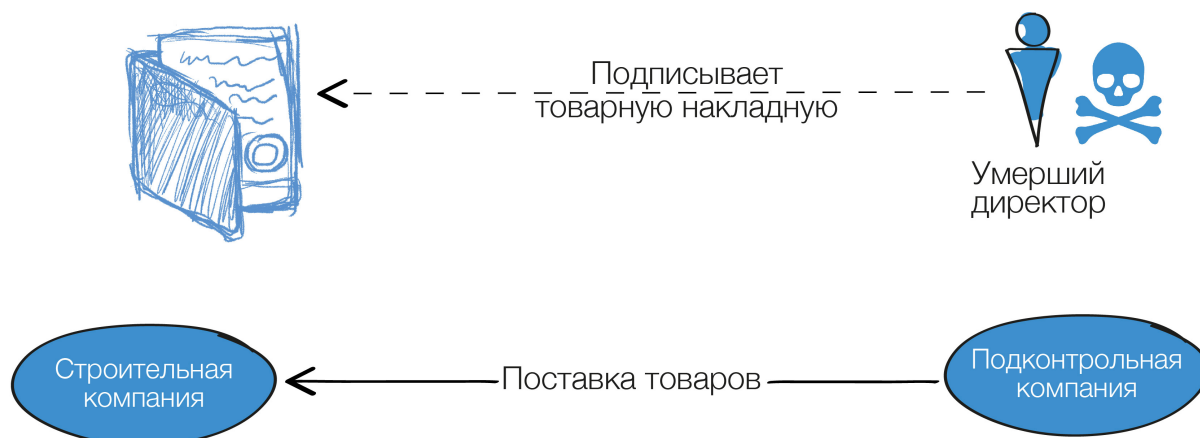 Подписывает
товарную накладную
Умерший
директор
Строительная
компания
Поставка товаров
Подконтрольная
компания